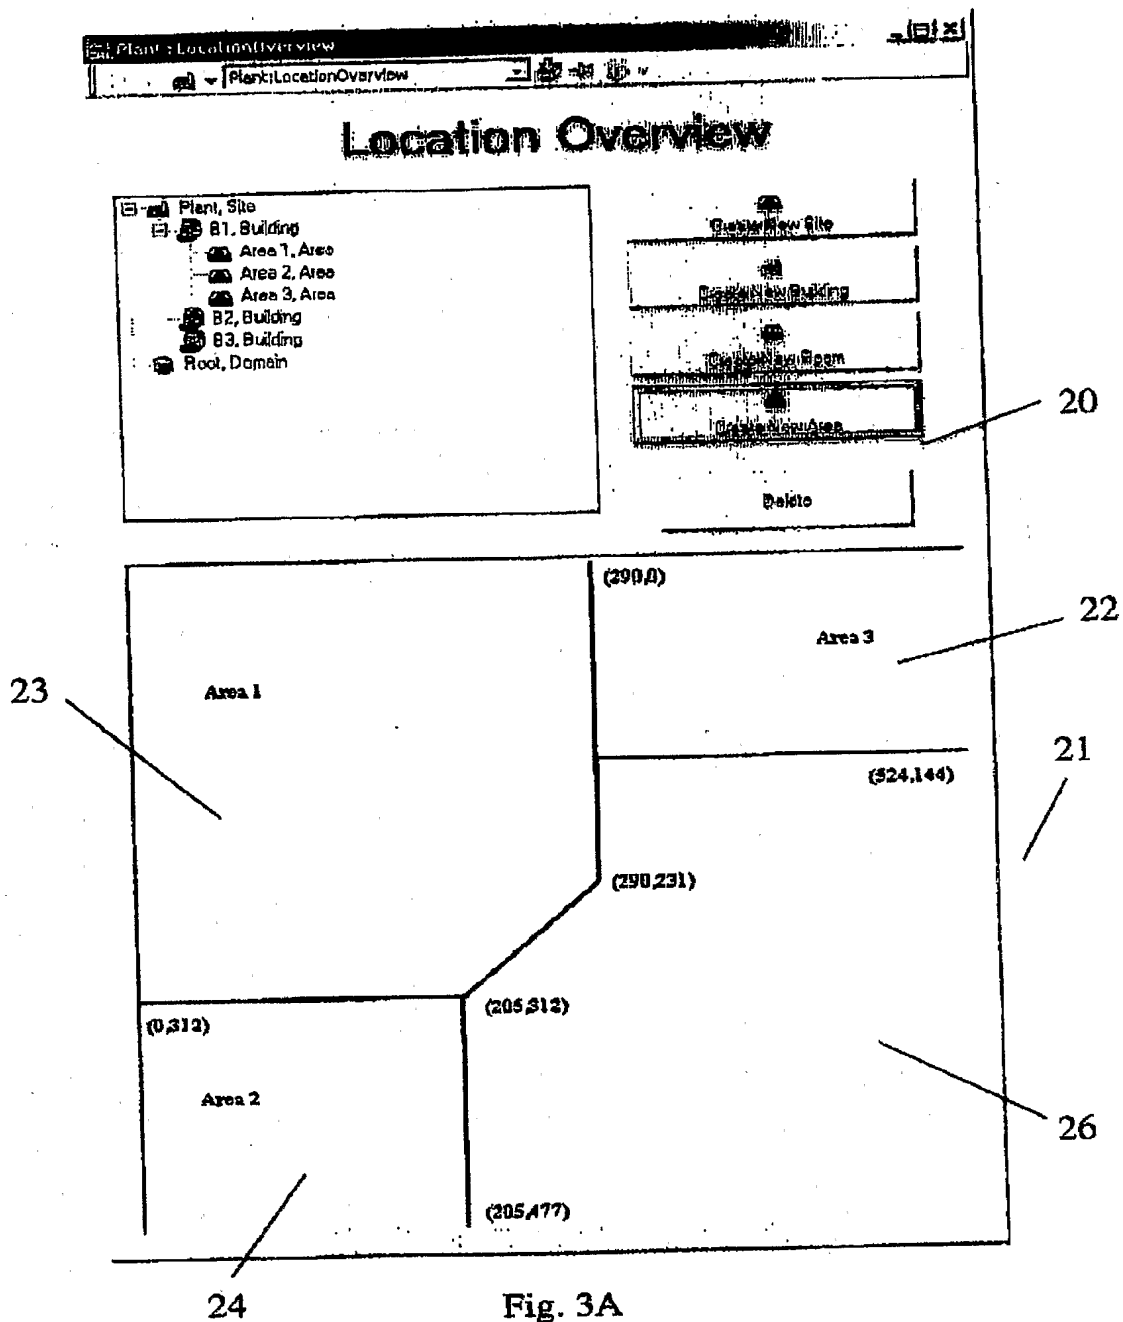 Plant : LocationOverview
Plant:LocationOverview
Location Overview
Plant, Site
B1, Building
Area 1, Area
Area 2, Area
Area 3, Area
B2, Building
B3, Building
Root, Domain
Create New Site
Create New Building
Create New Room
Create New Area
Delete
20
(290,0)
Area 3
22
23
Area 1
21
(524,144)
(290,231)
(0,312)
(205,312)
Area 2
26
(205,477)
24
Fig. 3A